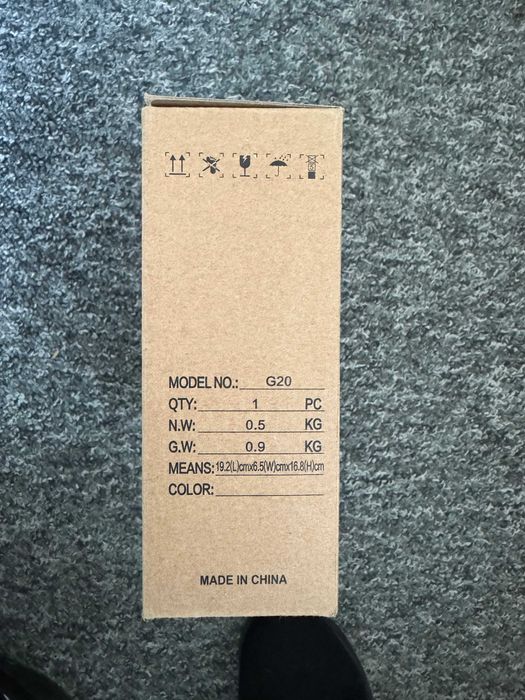 MODEL NO.: G20
QTY: 1 PC
N.W: 0.5 KG
G.W: 0.9 KG
MEANS: 19.2(L)cmx6.5(W)cmx16.8(H)cm
COLOR:
MADE IN CHINA